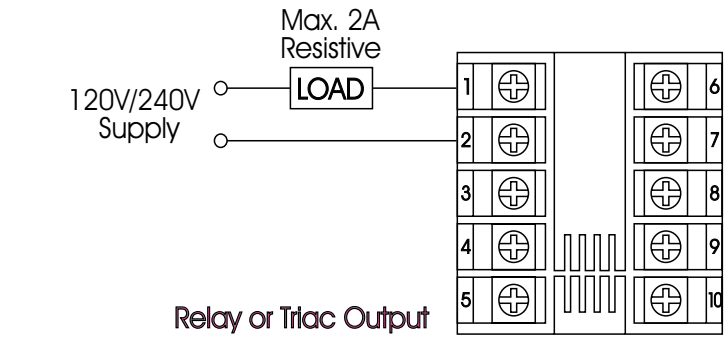 Max. 2A
Resistive
LOAD
120V/240V
Supply
1
2
3
4
5
6
7
8
9
10
Relay or Triac Output